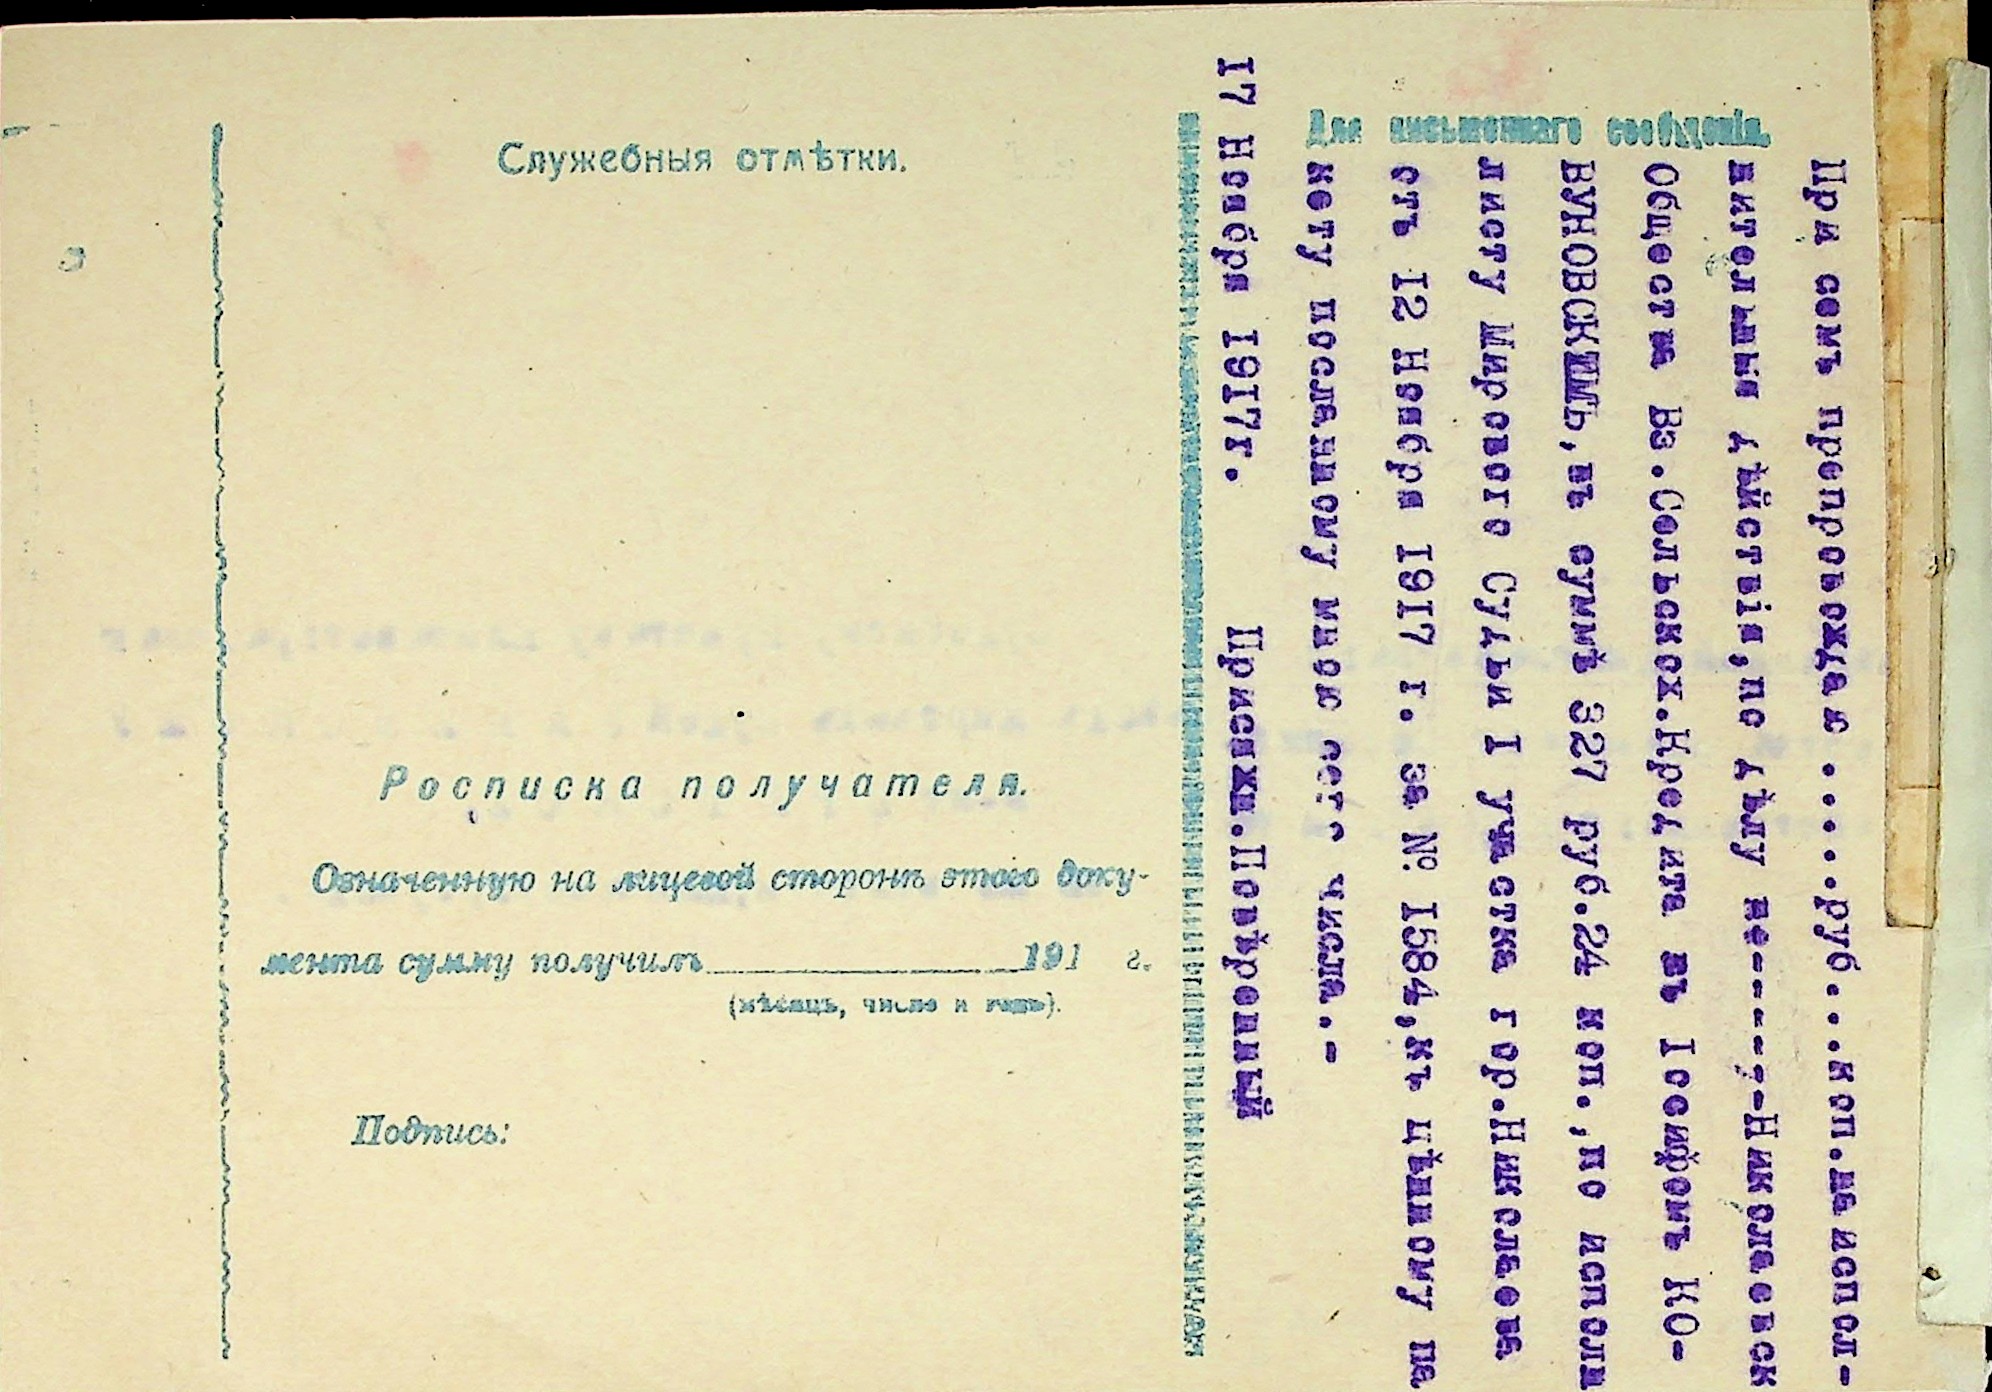 Служебныя отмѣтки.
Росписка получателя.
Означенную на лицевой сторонѣ этого доку-
мента сумму получилъ 191 г.
(мѣсяцъ, число и годъ).
Подпись:
Для письменнаго сообщенія.
При семъ препровождаю ......руб...коп.на испол-
нительныя дѣйствія,по дѣлу не-----,-Николаевск
Общества Вз.Сельскох.Кредита въ Іосифомъ КО-
ВУНОВСКИМЪ,въ суммѣ 327 руб.24 коп.,по исполн
листу Мирового Судьи I участка гор.Николаева
отъ 12 Ноября 1917 г. за № 1584,къ цѣнному па
кету посланному мною сего числа.-
17 Ноября 1917г. Присяжн.Повѣренный